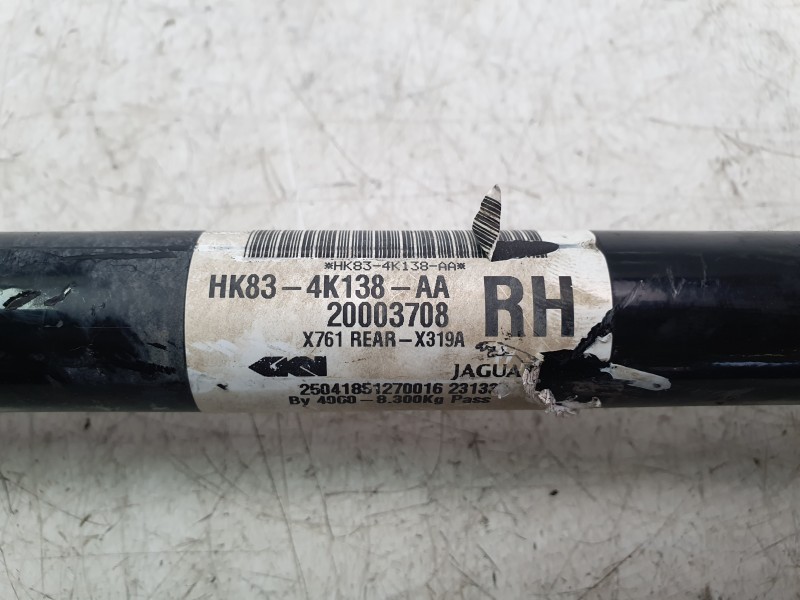 *HK83-4K138-AA*
HK83-4K138-AA
RH
20003708
X761 REAR-X319A
GKN
JAGUA
25041851270016 23132
By 4960-8.300Kg Pass